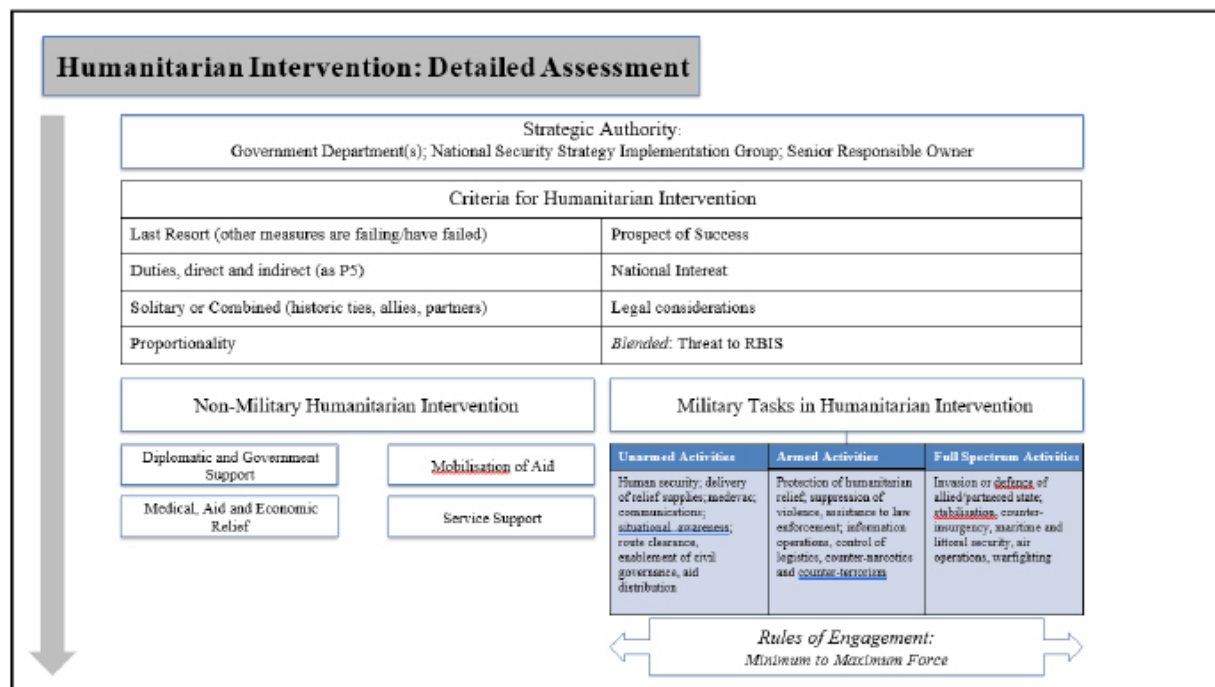 Humanitarian Intervention: Detailed Assessment
Strategic Authority:
Government Department(s); National Security Strategy Implementation Group; Senior Responsible Owner
Criteria for Humanitarian Intervention
Last Resort (other measures are failing/have failed)
Prospect of Success
Duties, direct and indirect (as P5)
National Interest
Solitary or Combined (historic ties, allies, partners)
Legal considerations
Proportionality
Blended: Threat to RBIS
Non-Military Humanitarian Intervention
Military Tasks in Humanitarian Intervention
Diplomatic and Government
Support
Mobilisation of Aid
Medical, Aid and Economic
Relief
Service Support
Unarmed Activities
Human security; delivery
of relief supplies; medevac;
communications;
situational awareness;
route clearance,
enablement of civil
governance, aid
distribution
Armed Activities
Protection of humanitarian
relief; suppression of
violence, assistance to law
enforcement; information
operations, control of
logistics, counter-narcotics
and counter-terrorism
Full Spectrum Activities
Invasion or defence of
allied/partnered state;
stabilisation, counter-
insurgency, maritime and
littoral security, air
operations, warfighting
Rules of Engagement:
Minimum to Maximum Force